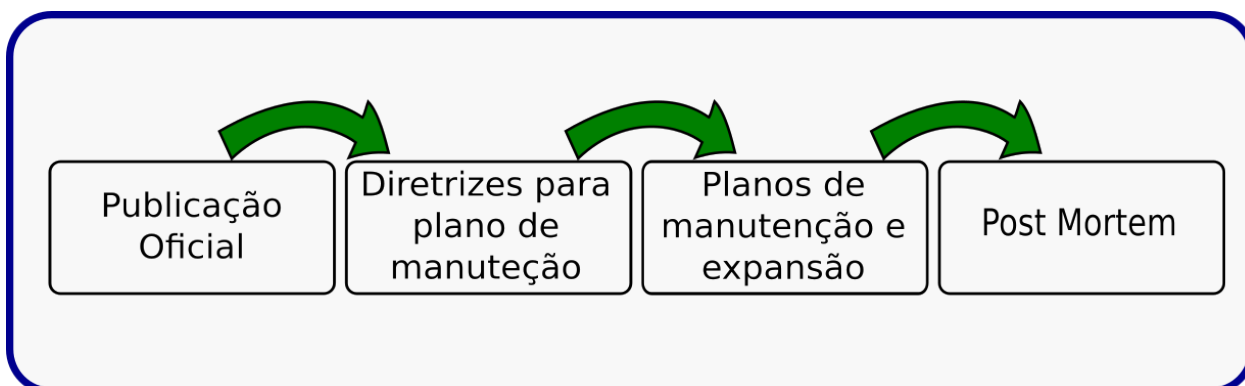 Publicação
Oficial
Diretrizes para
plano de
manuteção
Planos de
manutenção e
expansão
Post Mortem